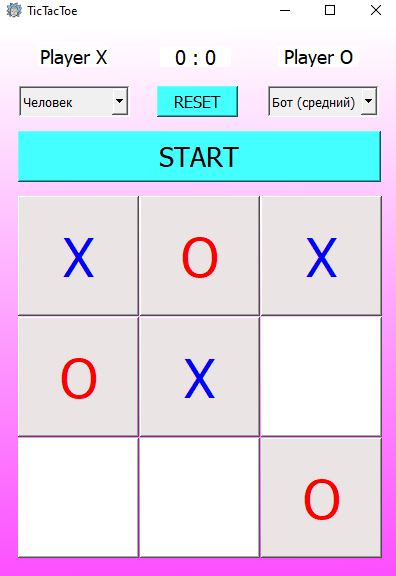 TicTacToe
Player X 0 : 0 Player O
Человек RESET Бот (средний)
START
X O X
O X
O